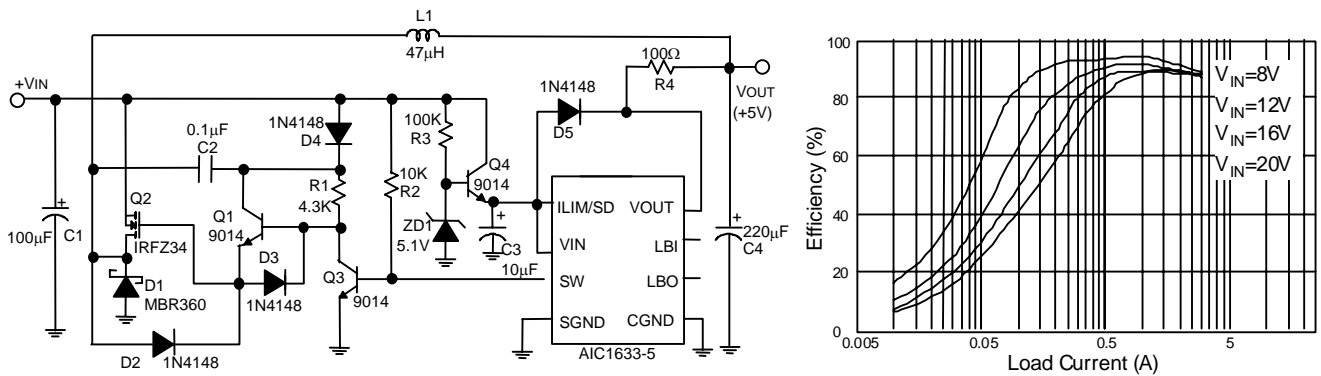 L1
47µH
100Ω
R4
+VIN
VOUT
(+5V)
1N4148
D5
1N4148
D4
100K
R3
0.1µF
C2
Q4
9014
10K
R2
R1
4.3K
Q2
IRFZ34
Q1
9014
D3
1N4148
ZD1
5.1V
C3
10µF
+
+
100µF
C1
D1
MBR360
Q3
9014
D2
1N4148
ILIM/SD
VOUT
VIN
LBI
SW
LBO
SGND
CGND
AIC1633-5
+
220µF
C4
Efficiency (%)
100
80
60
40
20
0
0.005
0.05
0.5
5
Load Current (A)
VIN=8V
VIN=12V
VIN=16V
VIN=20V